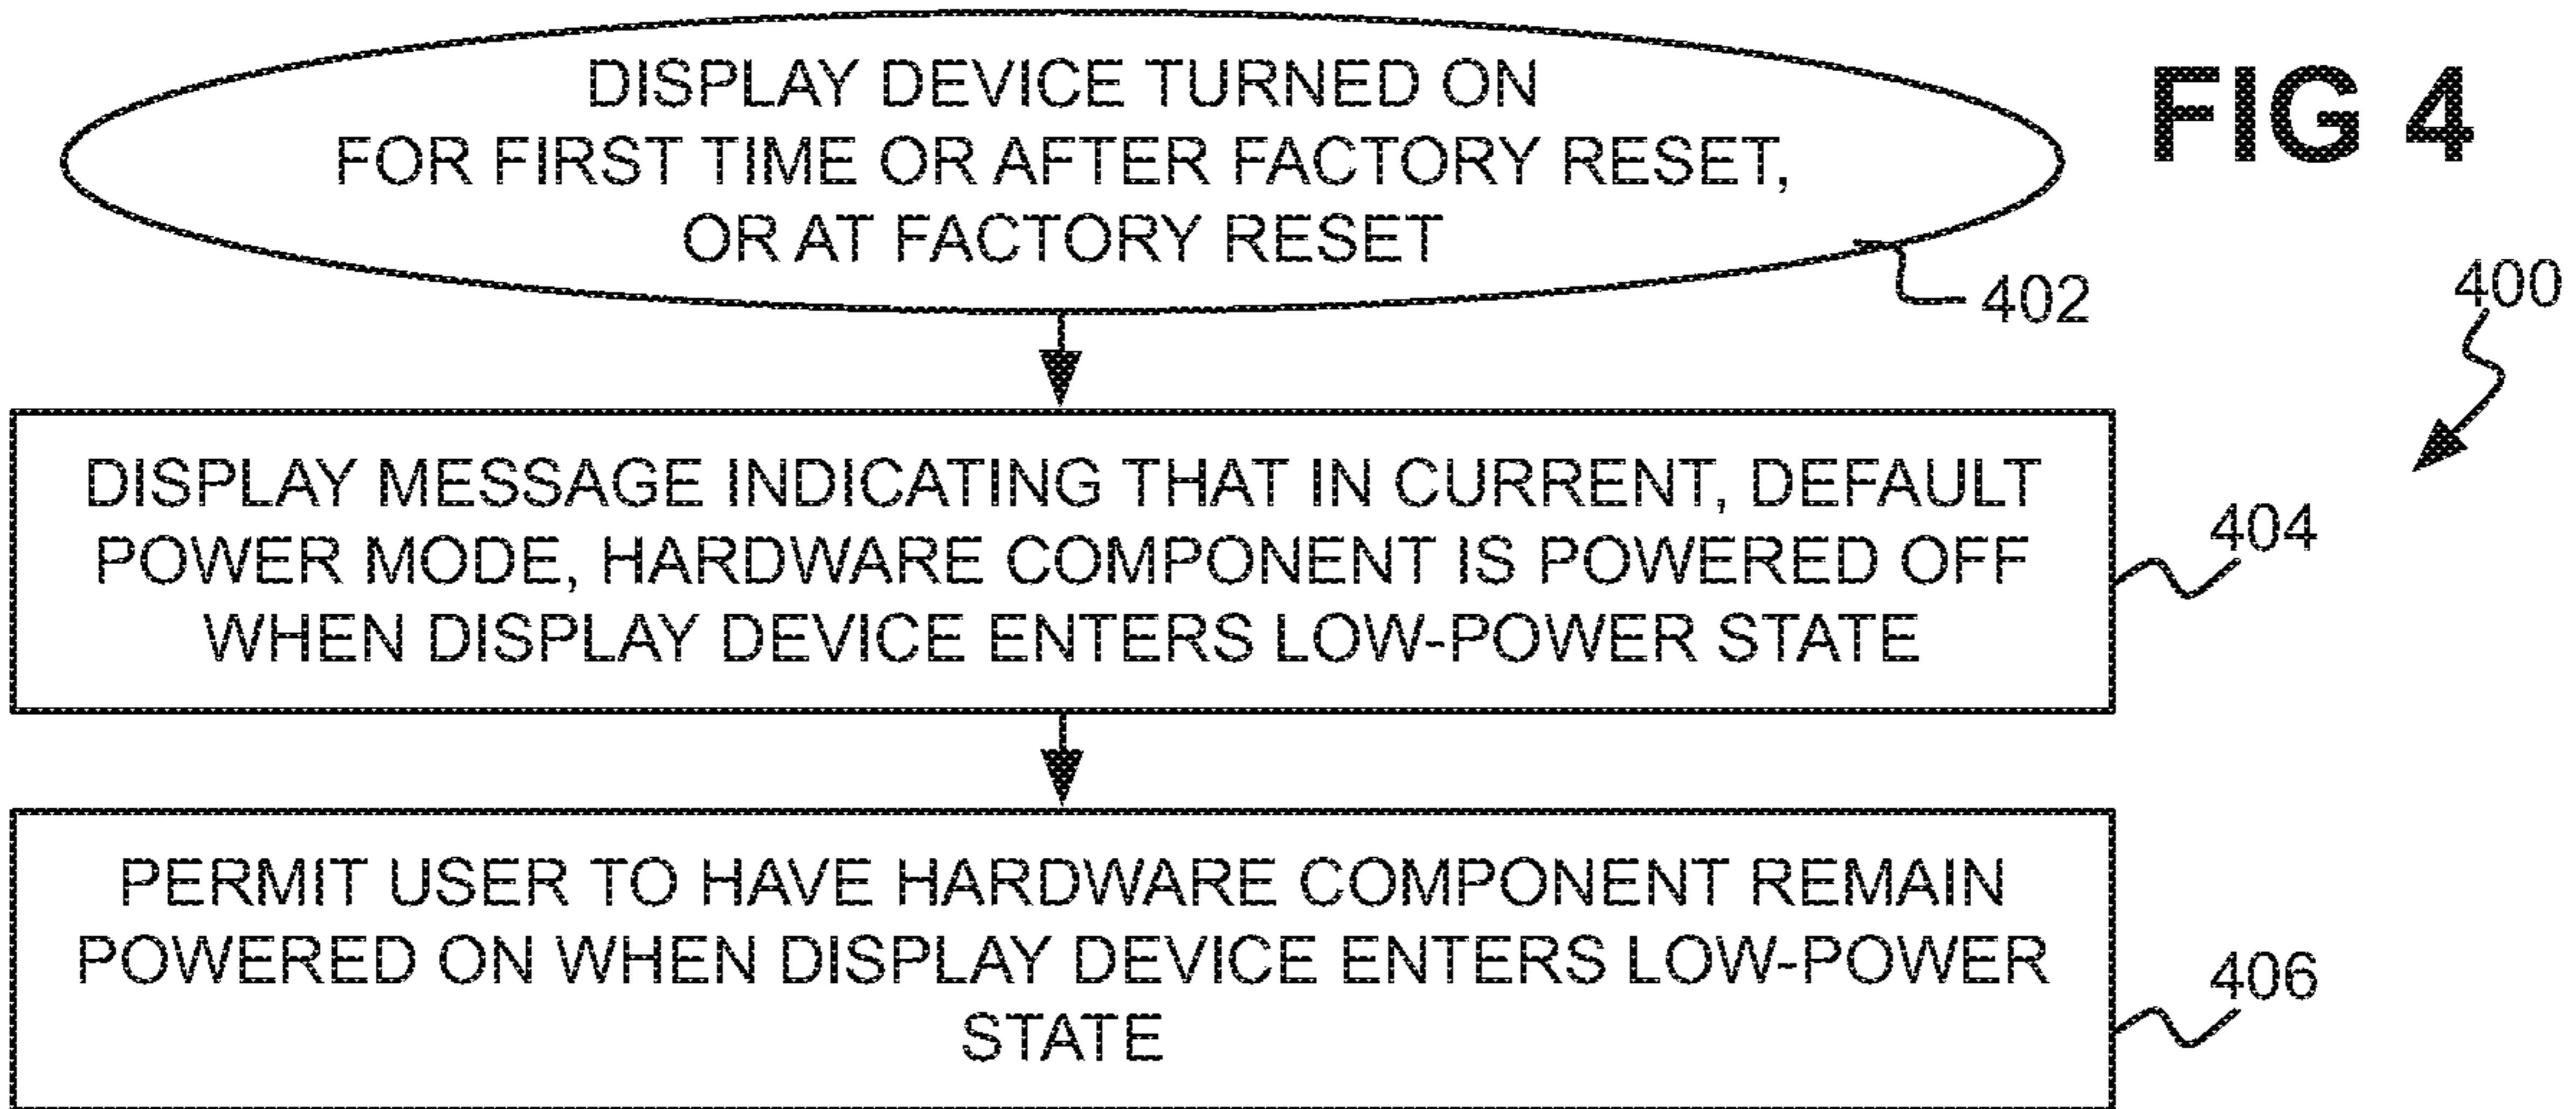 DISPLAY DEVICE TURNED ON
FOR FIRST TIME OR AFTER FACTORY RESET,
OR AT FACTORY RESET
FIG 4
402
400
DISPLAY MESSAGE INDICATING THAT IN CURRENT, DEFAULT
POWER MODE, HARDWARE COMPONENT IS POWERED OFF
WHEN DISPLAY DEVICE ENTERS LOW-POWER STATE
404
PERMIT USER TO HAVE HARDWARE COMPONENT REMAIN
POWERED ON WHEN DISPLAY DEVICE ENTERS LOW-POWER
STATE
406